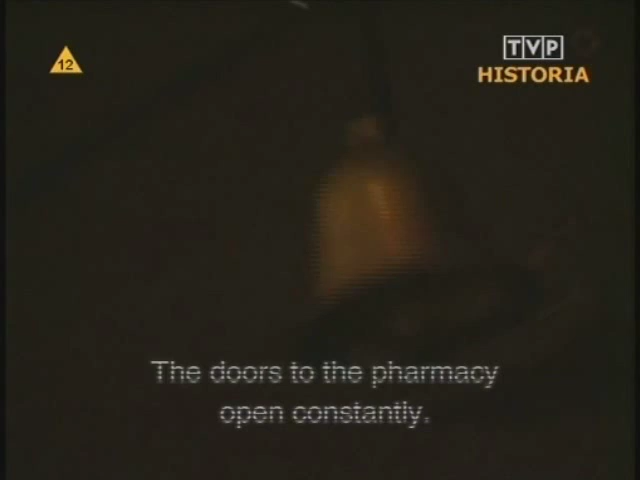 12
TVP
HISTORIA
The doors to the pharmacy
open constantly.